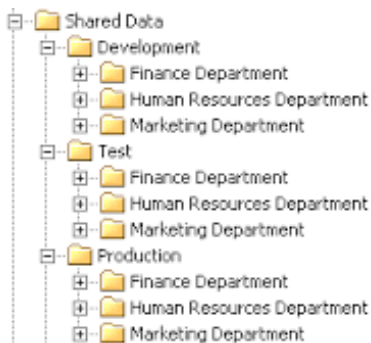 Shared Data
Development
Finance Department
Human Resources Department
Marketing Department
Test
Finance Department
Human Resources Department
Marketing Department
Production
Finance Department
Human Resources Department
Marketing Department